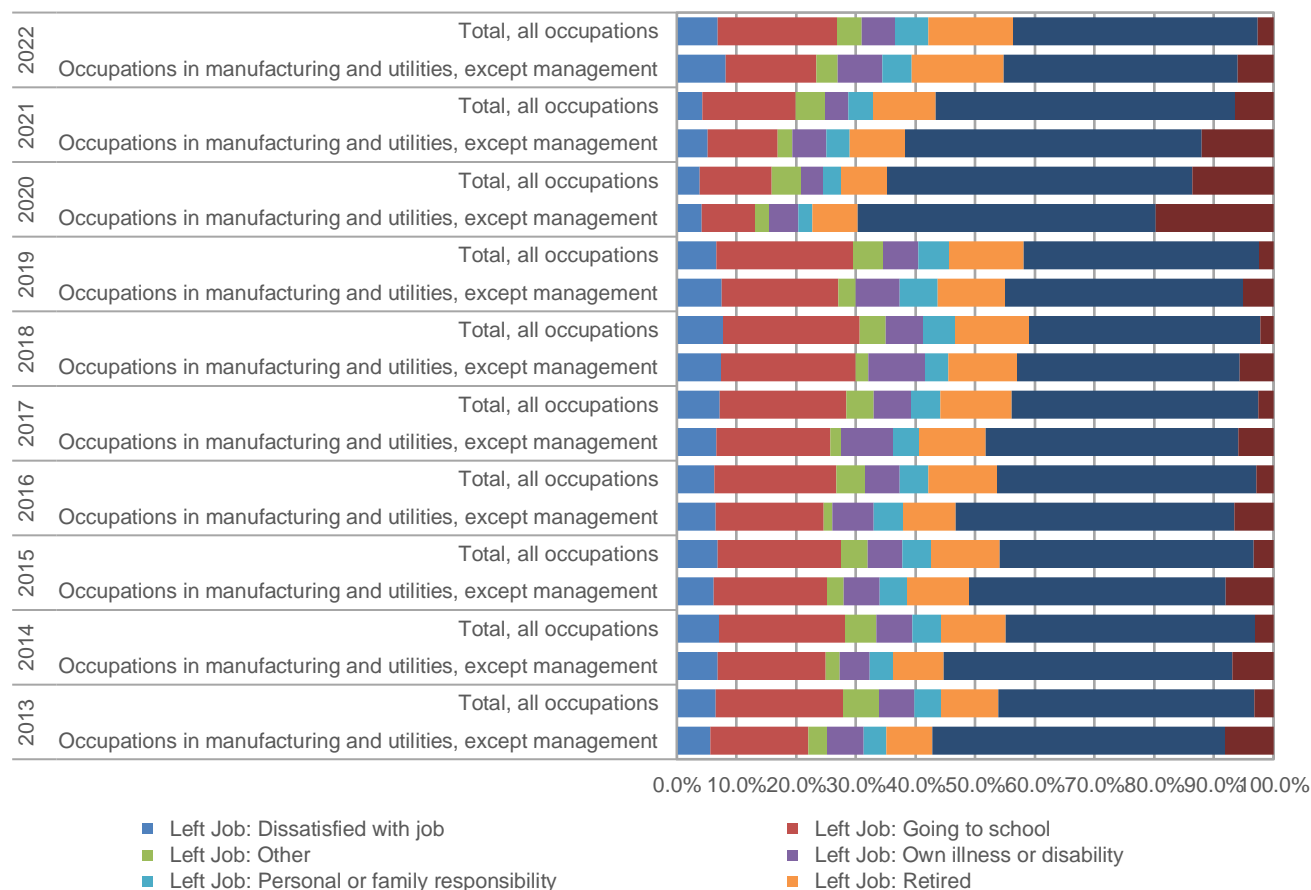 2022
Total, all occupations
Occupations in manufacturing and utilities, except management
2021
Total, all occupations
Occupations in manufacturing and utilities, except management
2020
Total, all occupations
Occupations in manufacturing and utilities, except management
2019
Total, all occupations
Occupations in manufacturing and utilities, except management
2018
Total, all occupations
Occupations in manufacturing and utilities, except management
2017
Total, all occupations
Occupations in manufacturing and utilities, except management
2016
Total, all occupations
Occupations in manufacturing and utilities, except management
2015
Total, all occupations
Occupations in manufacturing and utilities, except management
2014
Total, all occupations
Occupations in manufacturing and utilities, except management
2013
Total, all occupations
Occupations in manufacturing and utilities, except management
0.0% 10.0%20.0%30.0%40.0%50.0%60.0%70.0%80.0%90.0%100.0%
Left Job: Dissatisfied with job
Left Job: Going to school
Left Job: Other
Left Job: Own illness or disability
Left Job: Personal or family responsibility
Left Job: Retired